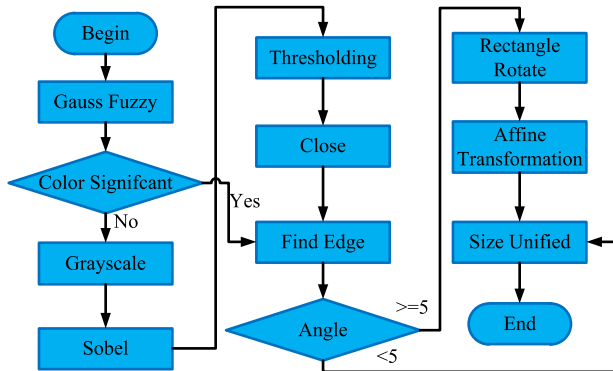 Begin
Gauss Fuzzy
Color Signifcant
Yes
No
Grayscale
Sobel
Thresholding
Close
Find Edge
Angle
>=5
<5
Rectangle
Rotate
Affine
Transformation
Size Unified
End